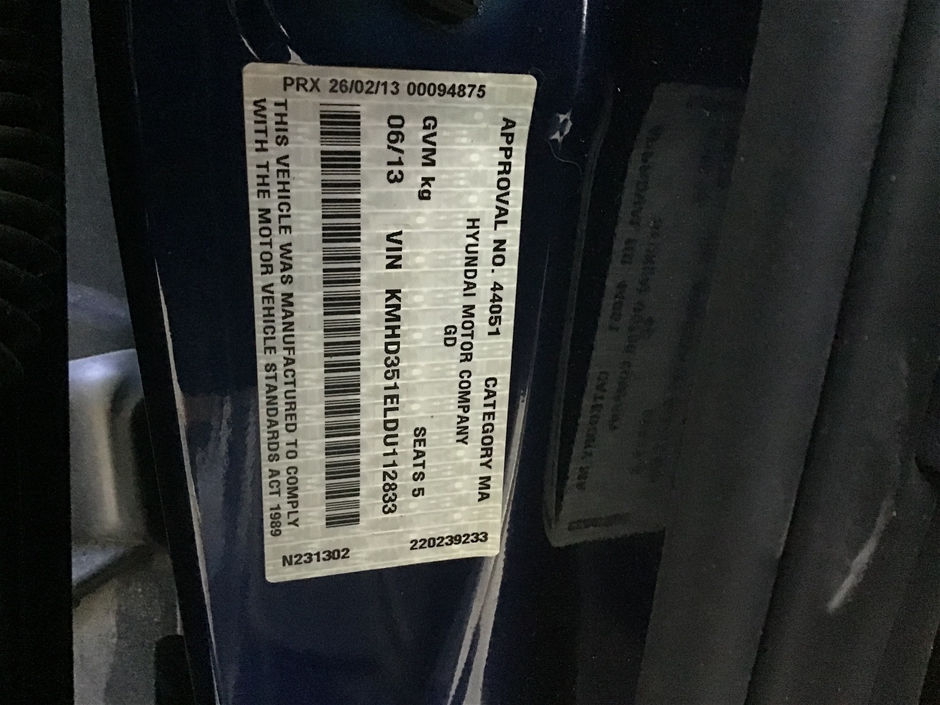 PRX 26/02/13 00094875
APPROVAL NO. 44051 CATEGORY MA
HYUNDAI MOTOR COMPANY
GD
GVM kg SEATS 5
06/13 VIN KMHD351ELDU112833
THIS VEHICLE WAS MANUFACTURED TO COMPLY
WITH THE MOTOR VEHICLE STANDARDS ACT 1989
220239233
N231302